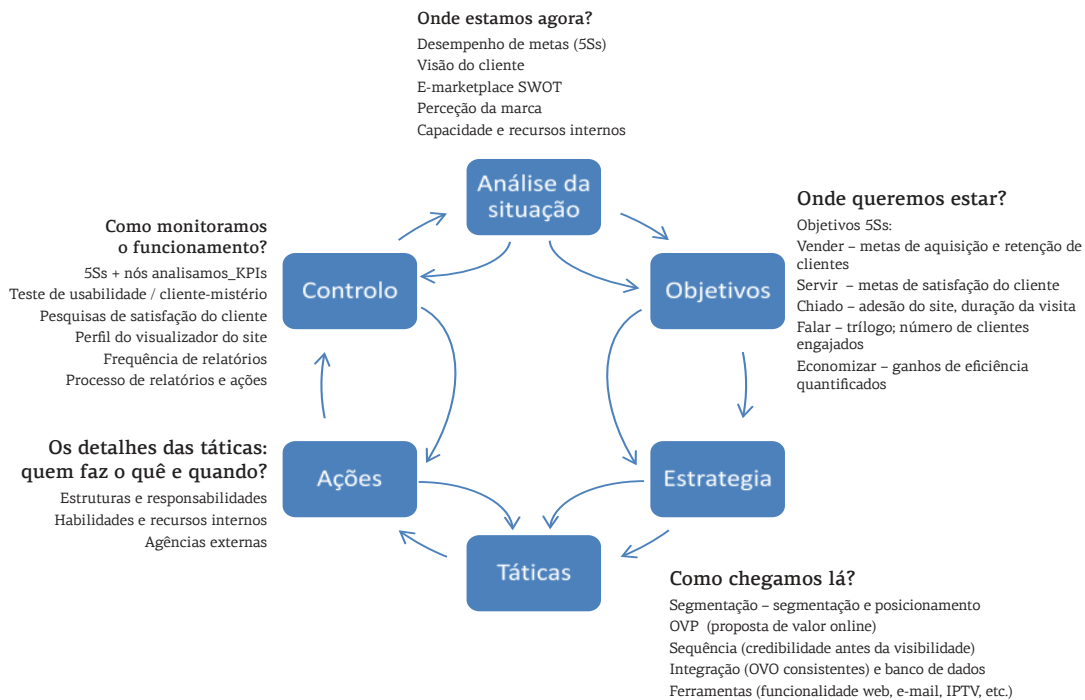 Onde estamos agora?
Desempenho de metas (5Ss)
Visão do cliente
E-marketplace SWOT
Perceção da marca
Capacidade e recursos internos
Análise da
situação
Onde queremos estar?
Objetivos 5Ss:
Vender – metas de aquisição e retenção de
clientes
Servir – metas de satisfação do cliente
Chiado – adesão do site, duração da visita
Falar – trílogo; número de clientes
engajados
Economizar – ganhos de eficiência
quantificados
Objetivos
Estrategia
Como chegamos lá?
Segmentação – segmentação e posicionamento
OVP (proposta de valor online)
Sequência (credibilidade antes da visibilidade)
Integração (OVO consistentes) e banco de dados
Ferramentas (funcionalidade web, e-mail, IPTV, etc.)
Táticas
Os detalhes das táticas:
quem faz o quê e quando?
Estruturas e responsabilidades
Habilidades e recursos internos
Agências externas
Ações
Como monitoramos
o funcionamento?
5Ss + nós analisamos_KPIs
Teste de usabilidade / cliente-mistério
Pesquisas de satisfação do cliente
Perfil do visualizador do site
Frequência de relatórios
Processo de relatórios e ações
Controlo